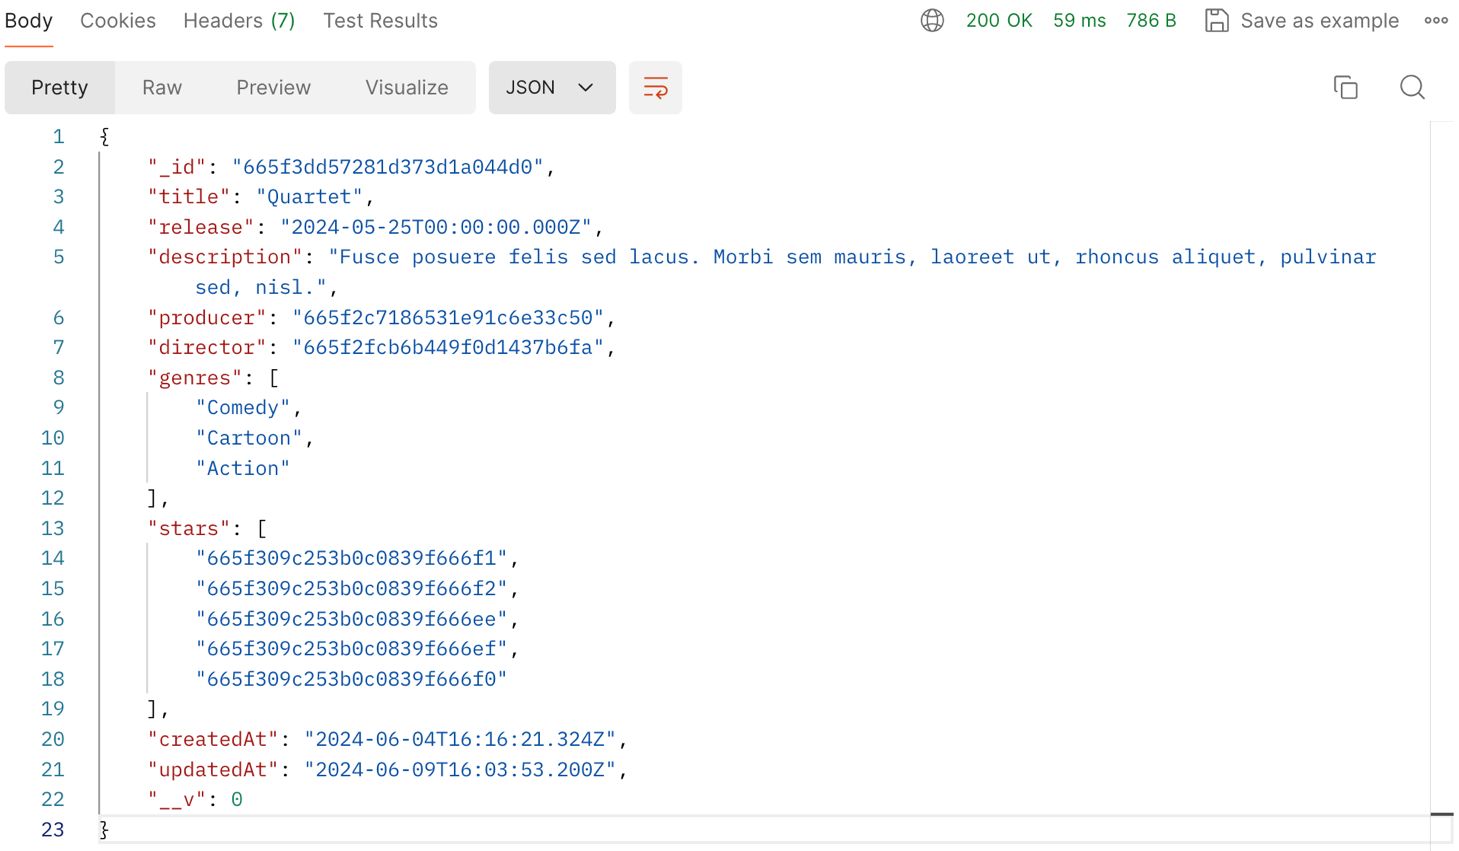 Body Cookies Headers (7) Test Results 200 OK 59 ms 786 B Save as example
Pretty Raw Preview Visualize JSON
1 {
2 "_id": "665f3dd57281d373d1a044d0",
3 "title": "Quartet",
4 "release": "2024-05-25T00:00:00.000Z",
5 "description": "Fusce posuere felis sed lacus. Morbi sem mauris, laoreet ut, rhoncus aliquet, pulvinar
sed, nisl.",
6 "producer": "665f2c7186531e91c6e33c50",
7 "director": "665f2fcb6b449f0d1437b6fa",
8 "genres": [
9 "Comedy",
10 "Cartoon",
11 "Action"
12 ],
13 "stars": [
14 "665f309c253b0c0839f666f1",
15 "665f309c253b0c0839f666f2",
16 "665f309c253b0c0839f666ee",
17 "665f309c253b0c0839f666ef",
18 "665f309c253b0c0839f666f0"
19 ],
20 "createdAt": "2024-06-04T16:16:21.324Z",
21 "updatedAt": "2024-06-09T16:03:53.200Z",
22 "__v": 0
23 }